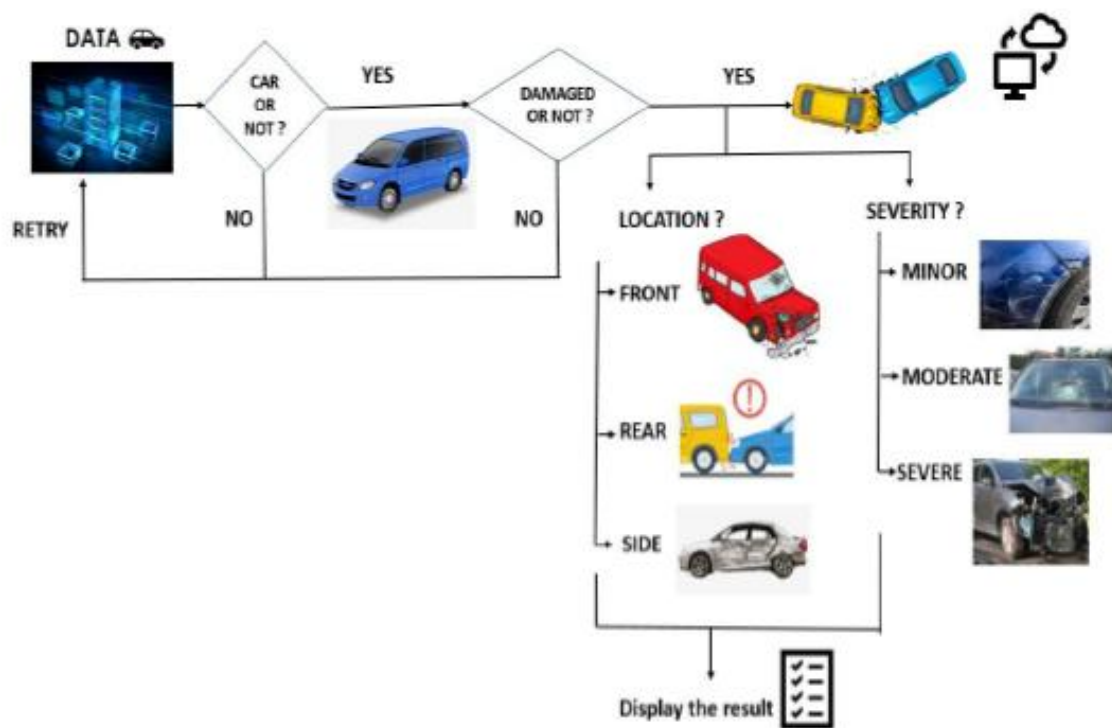 DATA
CAR
OR
NOT ?
YES
DAMAGED
OR NOT ?
YES
RETRY
NO
NO
LOCATION ?
SEVERITY ?
FRONT
MINOR
REAR
MODERATE
SIDE
SEVERE
Display the result